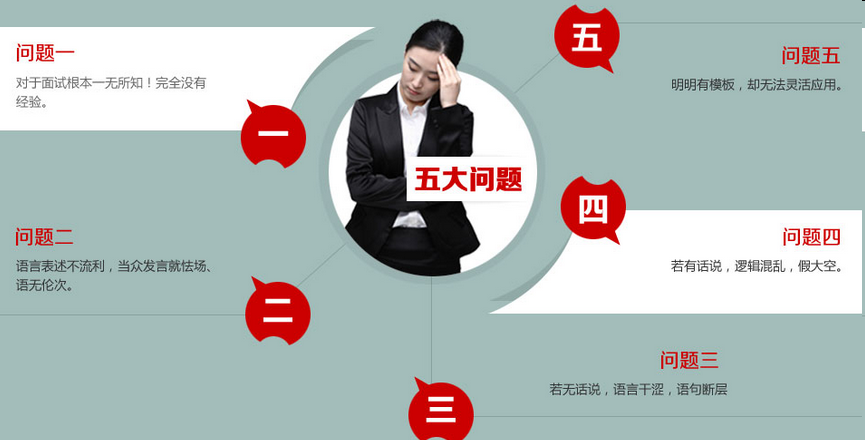 问题一
对于面试根本一无所知！完全没有
经验。
一
问题二
语言表述不流利，当众发言就怯场、
语无伦次。
二
五大问题
三
问题三
若无话说，语言干涩，语句断层
四
问题四
若有话说，逻辑混乱，假大空。
五
问题五
明明有模板，却无法灵活应用。